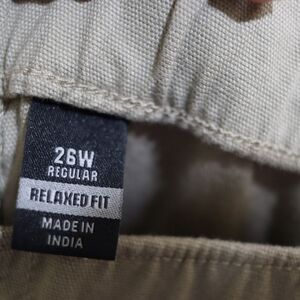 26W
REGULAR
RELAXED FIT
MADE IN
INDIA